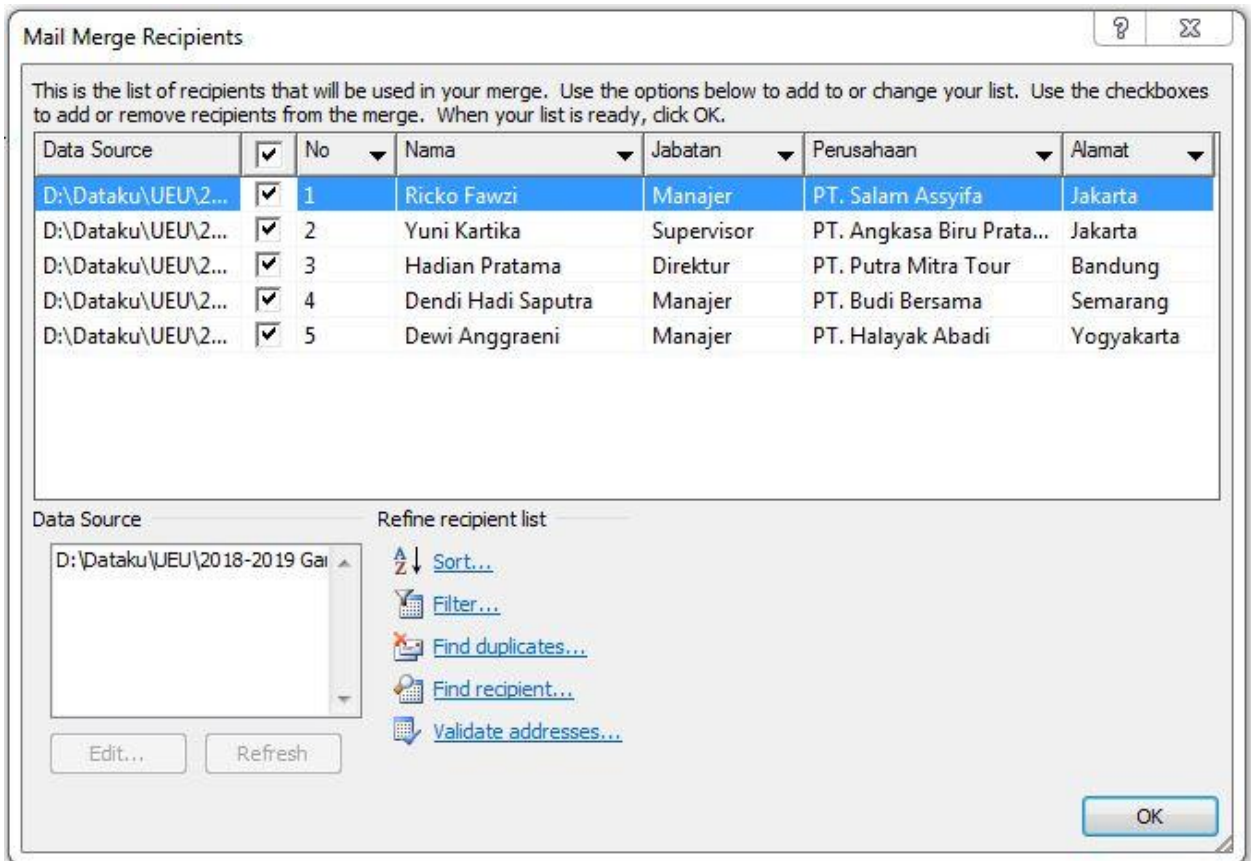 Mail Merge Recipients
This is the list of recipients that will be used in your merge. Use the options below to add to or change your list. Use the checkboxes
to add or remove recipients from the merge. When your list is ready, click OK.
Data Source No Nama Jabatan Perusahaan Alamat
D:\Dataku\UEU\2... 1 Ricko Fawzi Manajer PT. Salam Assyifa Jakarta
D:\Dataku\UEU\2... 2 Yuni Kartika Supervisor PT. Angkasa Biru Prata... Jakarta
D:\Dataku\UEU\2... 3 Hadian Pratama Direktur PT. Putra Mitra Tour Bandung
D:\Dataku\UEU\2... 4 Dendi Hadi Saputra Manajer PT. Budi Bersama Semarang
D:\Dataku\UEU\2... 5 Dewi Anggraeni Manajer PT. Halayak Abadi Yogyakarta
Data Source
D:\Dataku\UEU\2018-2019 Gai
Edit... Refresh
Refine recipient list
Sort...
Filter...
Find duplicates...
Find recipient...
Validate addresses...
OK